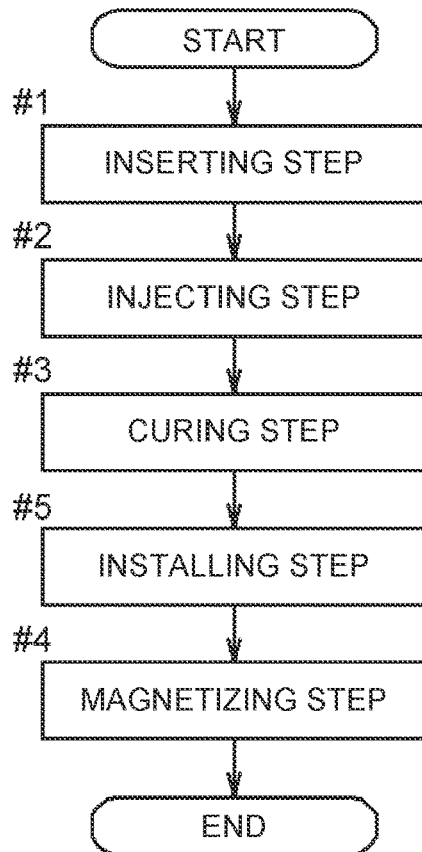 START
#1
INSERTING STEP
#2
INJECTING STEP
#3
CURING STEP
#5
INSTALLING STEP
#4
MAGNETIZING STEP
END